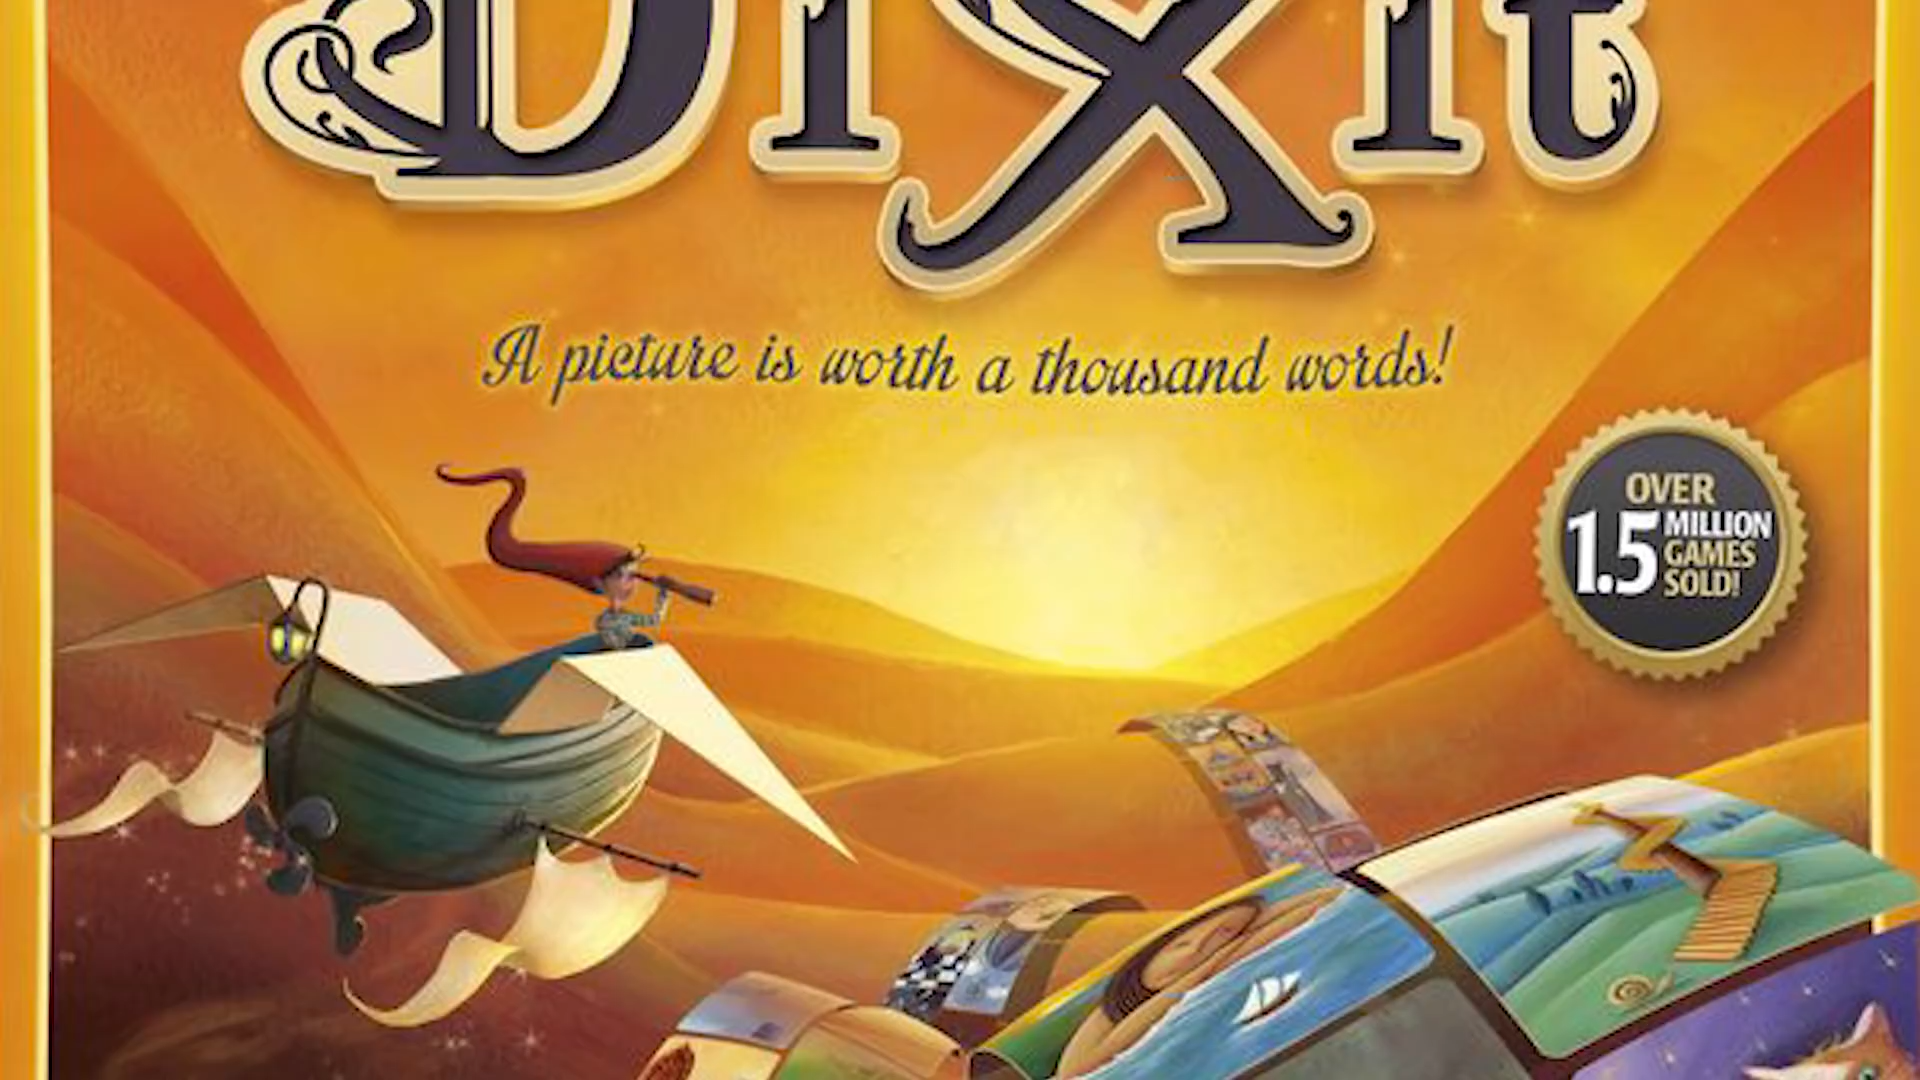 Dixit
A picture is worth a thousand words!
OVER
1.5 MILLION
GAMES
SOLD!